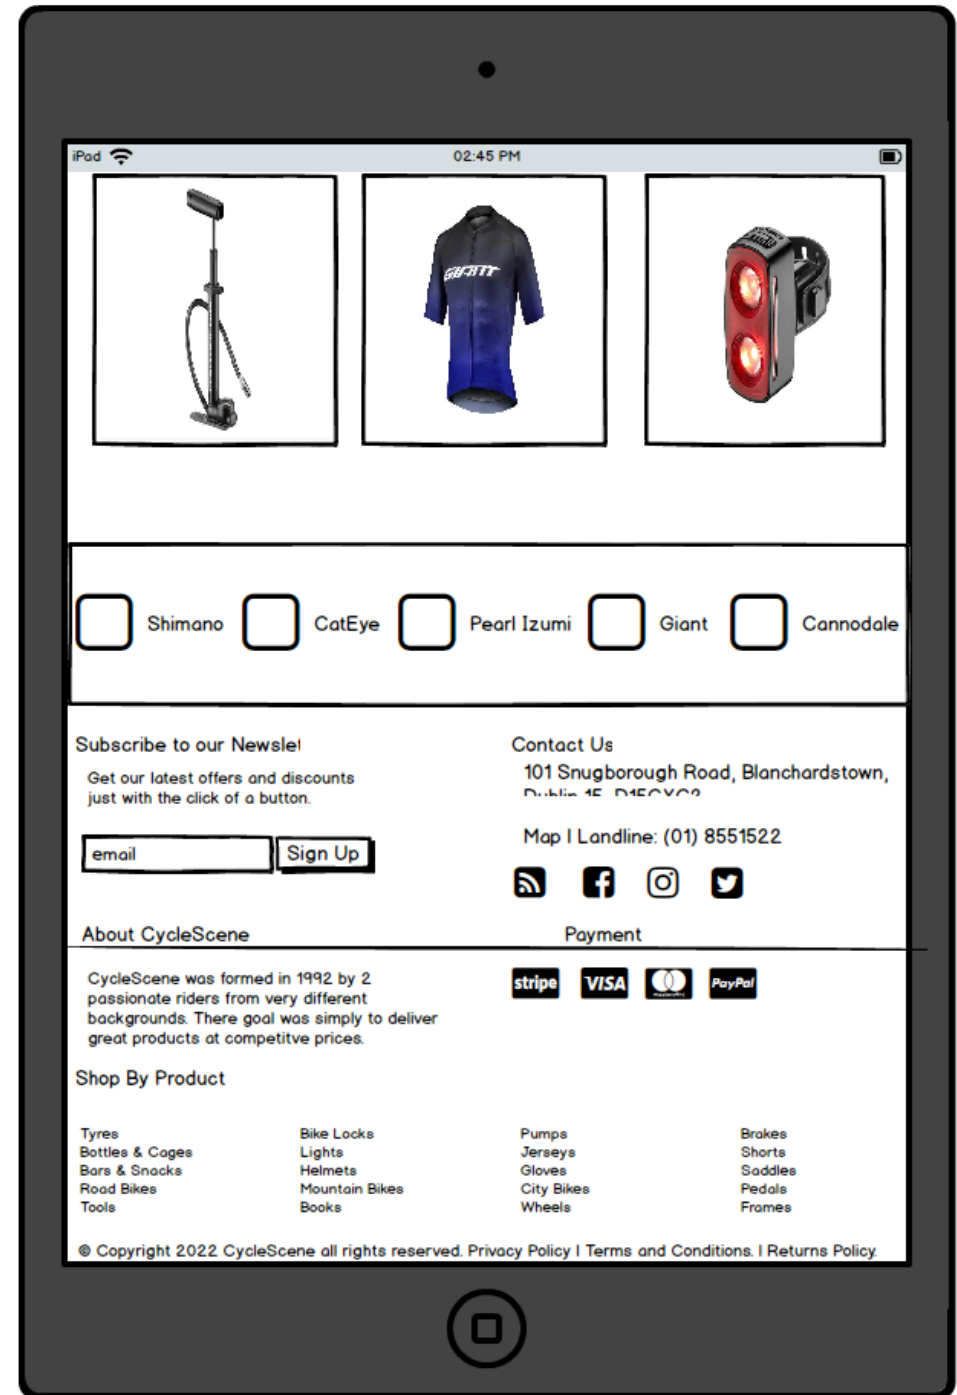 iPad 02:45 PM
GIANT
Shimano CatEye Pearl Izumi Giant Cannodale
Subscribe to our Newslet
Get our latest offers and discounts
just with the click of a button.
email Sign Up
Contact Us
101 Snugborough Road, Blanchardstown,
Dublin 15, D15CXC2
Map | Landline: (01) 8551522
About CycleScene
CycleScene was formed in 1992 by 2
passionate riders from very different
backgrounds. There goal was simply to deliver
great products at competitve prices.
Payment
stripe VISA PayPal
Shop By Product
Tyres
Bottles & Cages
Bars & Snacks
Road Bikes
Tools
Bike Locks
Lights
Helmets
Mountain Bikes
Books
Pumps
Jerseys
Gloves
City Bikes
Wheels
Brakes
Shorts
Saddles
Pedals
Frames
© Copyright 2022 CycleScene all rights reserved. Privacy Policy | Terms and Conditions. | Returns Policy.